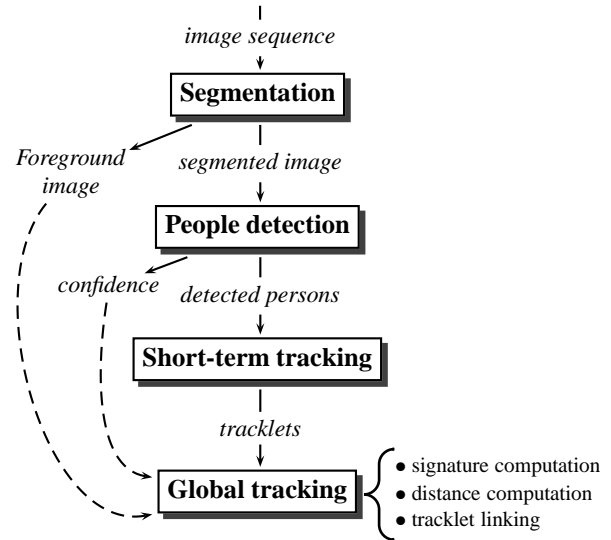 image sequence
Segmentation
Foreground
image
segmented image
People detection
confidence
detected persons
Short-term tracking
tracklets
Global tracking
• signature computation
• distance computation
• tracklet linking